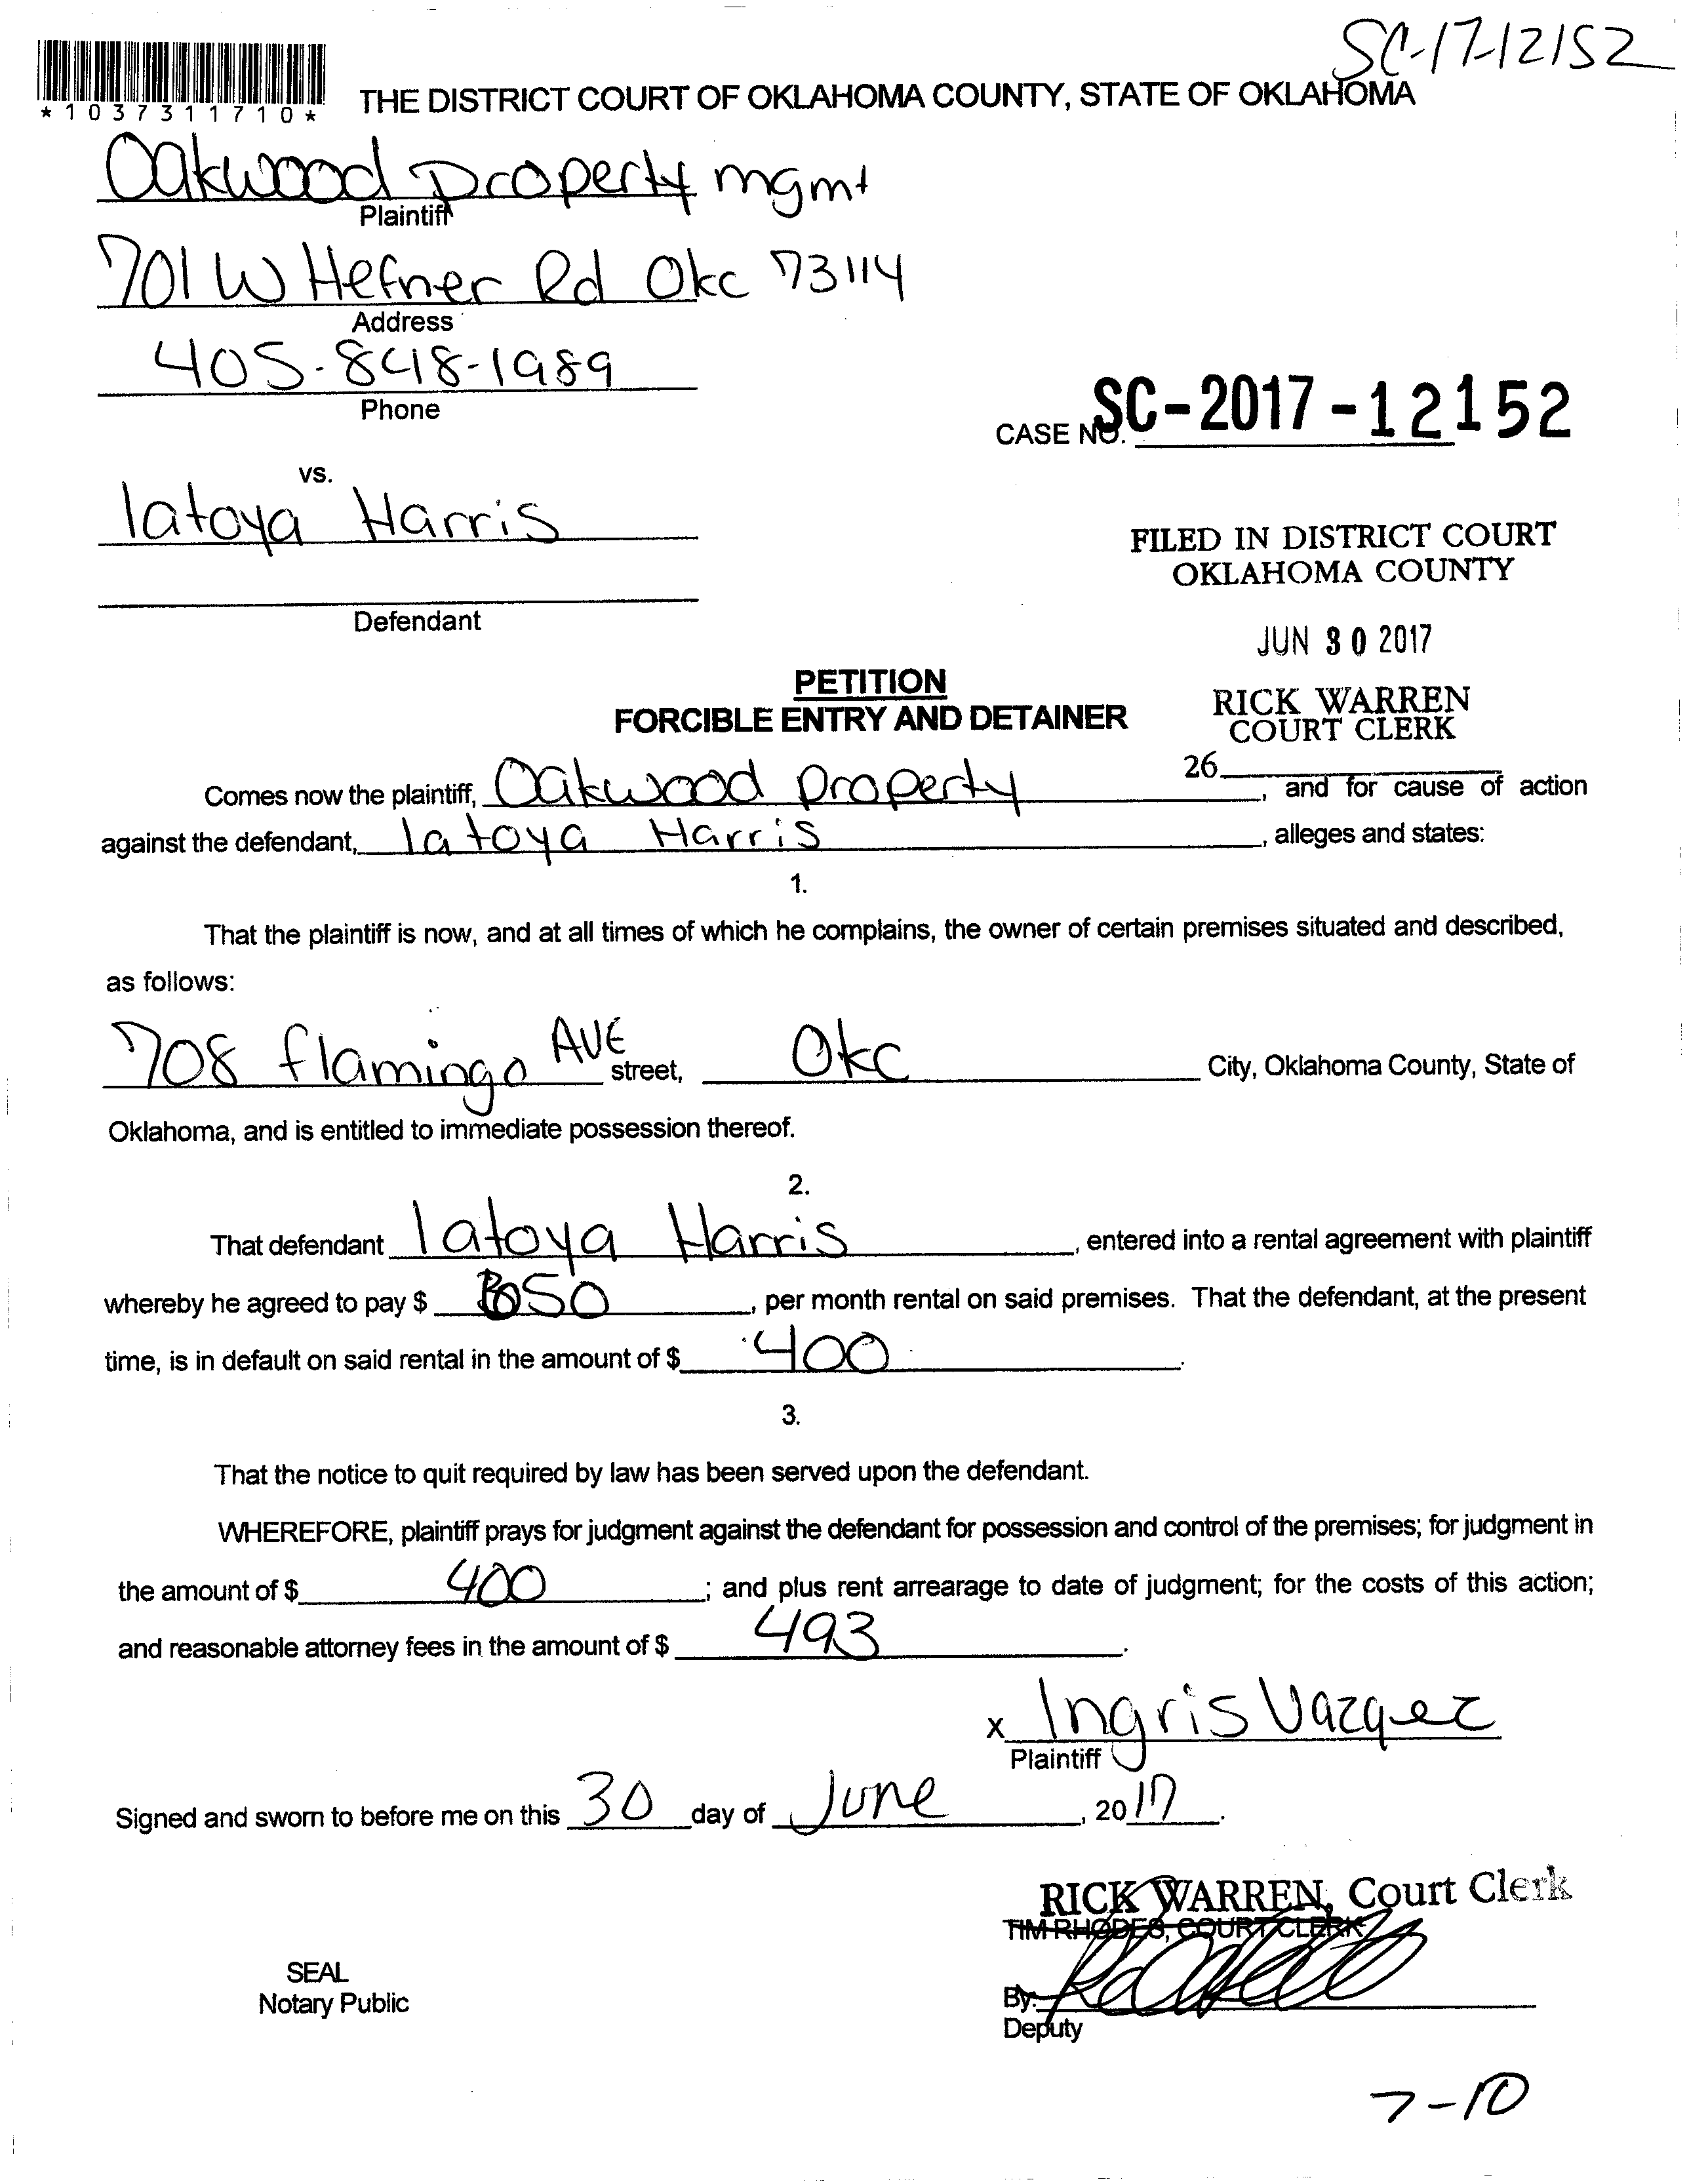 SC-17-12152
*1037311710*
THE DISTRICT COURT OF OKLAHOMA COUNTY, STATE OF OKLAHOMA
Oakwood Property mgmt
Plaintiff
701 W Hefner Rd Okc 73114
Address
405-848-1989
Phone
CASE NO. SC-2017-12152
vs.
latoya Harris
Defendant
FILED IN DISTRICT COURT
OKLAHOMA COUNTY
JUN 30 2017
RICK WARREN
COURT CLERK
26
PETITION
FORCIBLE ENTRY AND DETAINER
Comes now the plaintiff, Oakwood Property, and for cause of action
against the defendant, latoya Harris, alleges and states:
1.
That the plaintiff is now, and at all times of which he complains, the owner of certain premises situated and described,
as follows:
708 flamingo AVE street, Okc City, Oklahoma County, State of
Oklahoma, and is entitled to immediate possession thereof.
2.
That defendant latoya Harris, entered into a rental agreement with plaintiff
whereby he agreed to pay $ , per month rental on said premises. That the defendant, at the present
time, is in default on said rental in the amount of $ 400.
3.
That the notice to quit required by law has been served upon the defendant.
WHEREFORE, plaintiff prays for judgment against the defendant for possession and control of the premises; for judgment in
the amount of $ 400; and plus rent arrearage to date of judgment; for the costs of this action;
and reasonable attorney fees in the amount of $ 493.
x Ingris Vazquez
Plaintiff
Signed and sworn to before me on this 30 day of June, 2017.
RICK WARREN, Court Clerk
TIM RHODES, COURT CLERK
SEAL
Notary Public
By:
Deputy
7-10